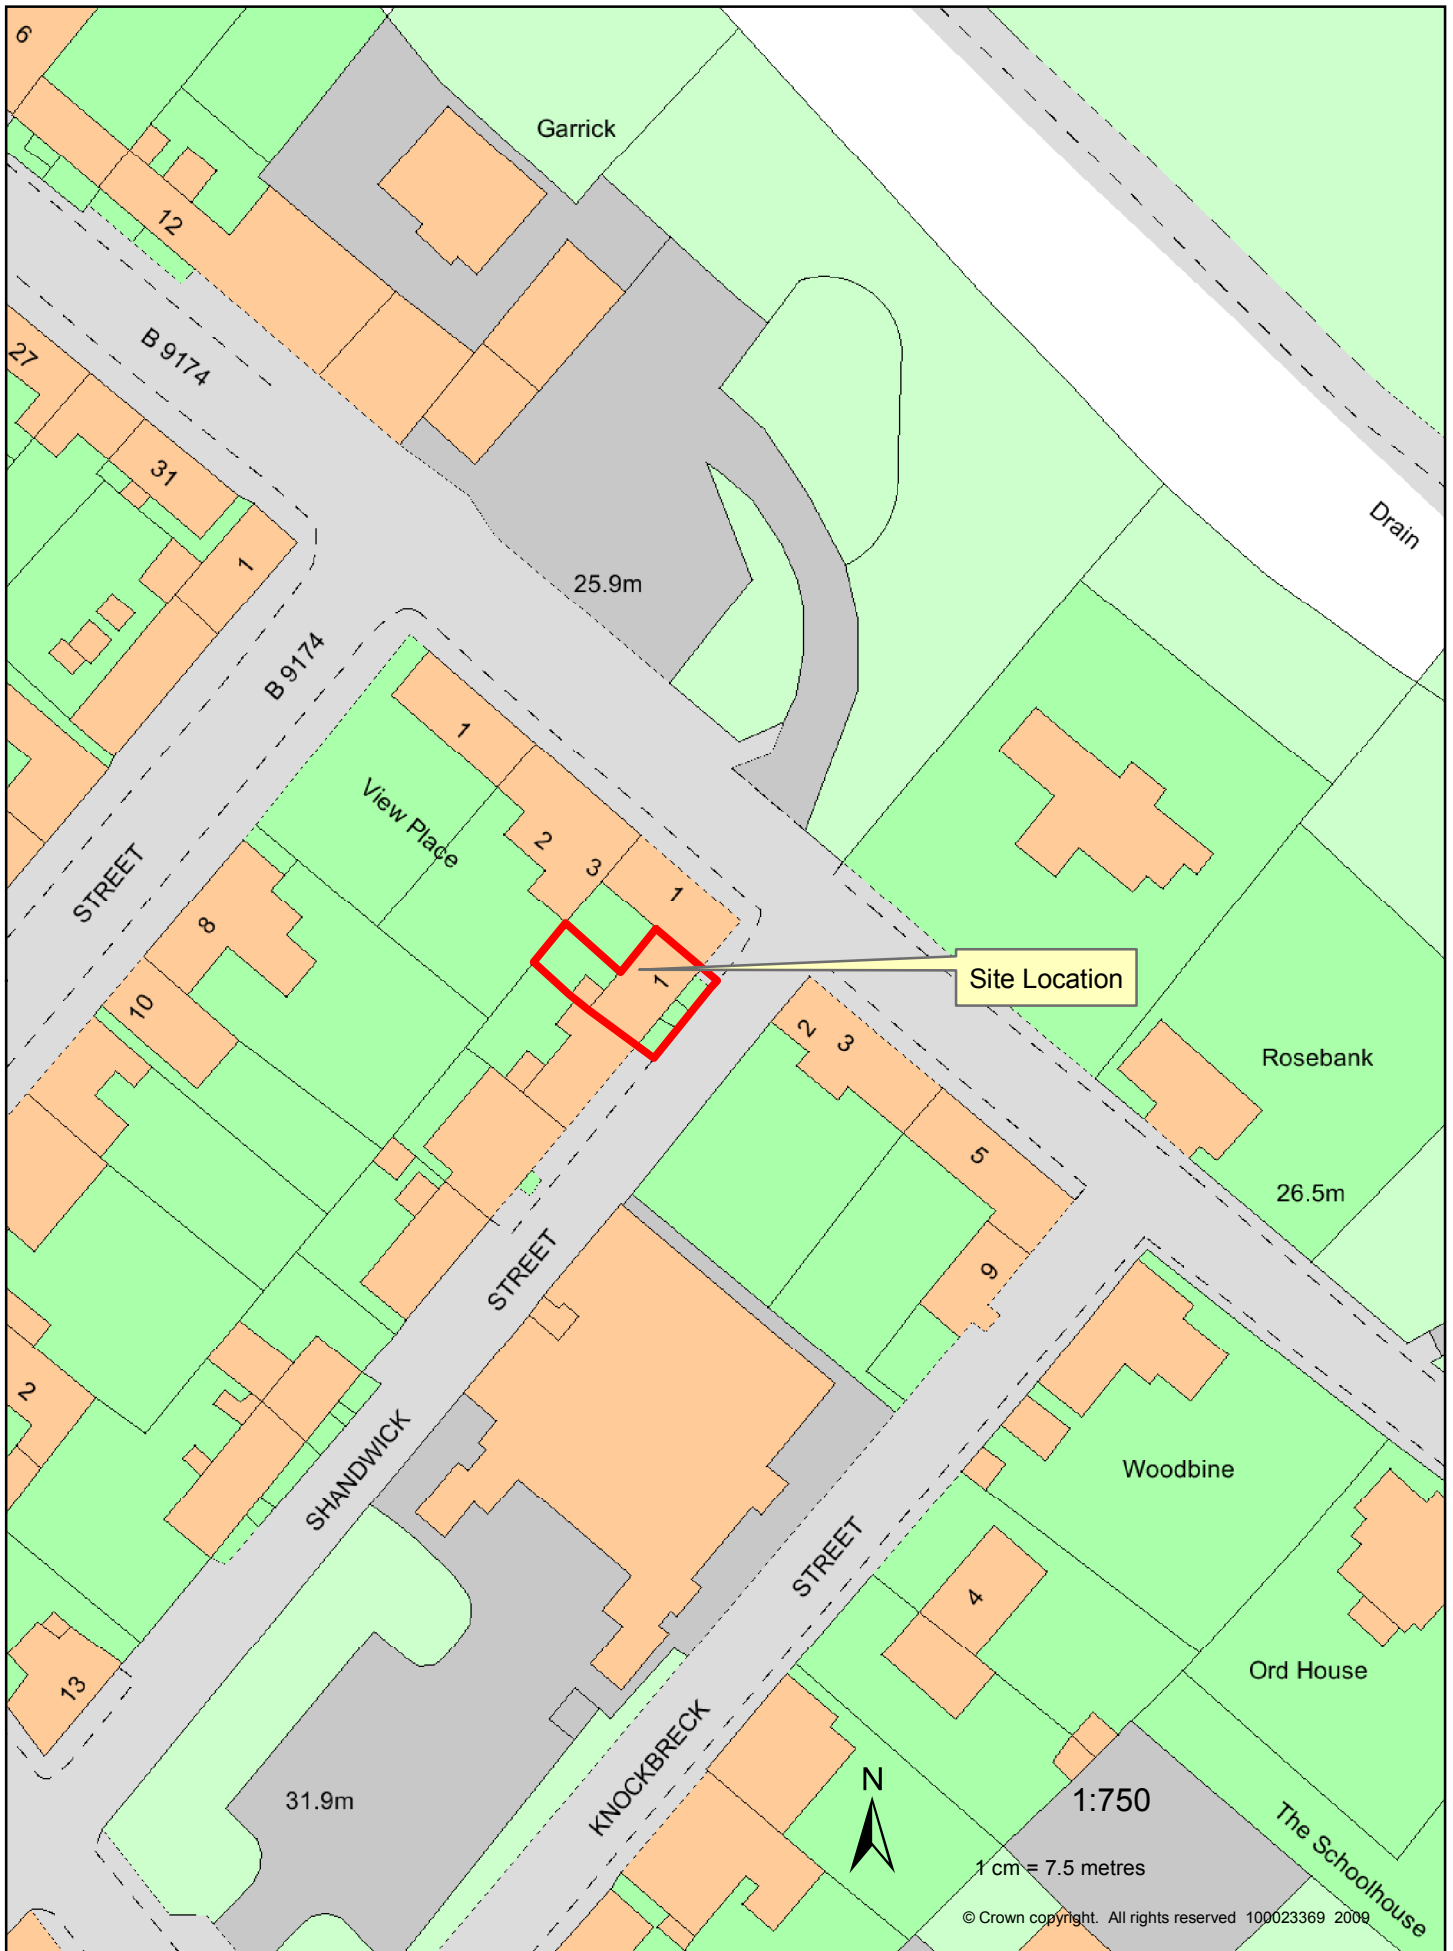 6
Garrick
12
B 9174
27
31
Drain
1
25.9m
B 9174
1
View Place
2
3
1
STREET
8
Site Location
1
10
2
3
Rosebank
5
26.5m
9
STREET
2
SHANDWICK
Woodbine
STREET
4
Ord House
13
KNOCKBRECK
N
1:750
31.9m
The Schoolhouse
1 cm = 7.5 metres
© Crown copyright. All rights reserved 100023369 2009